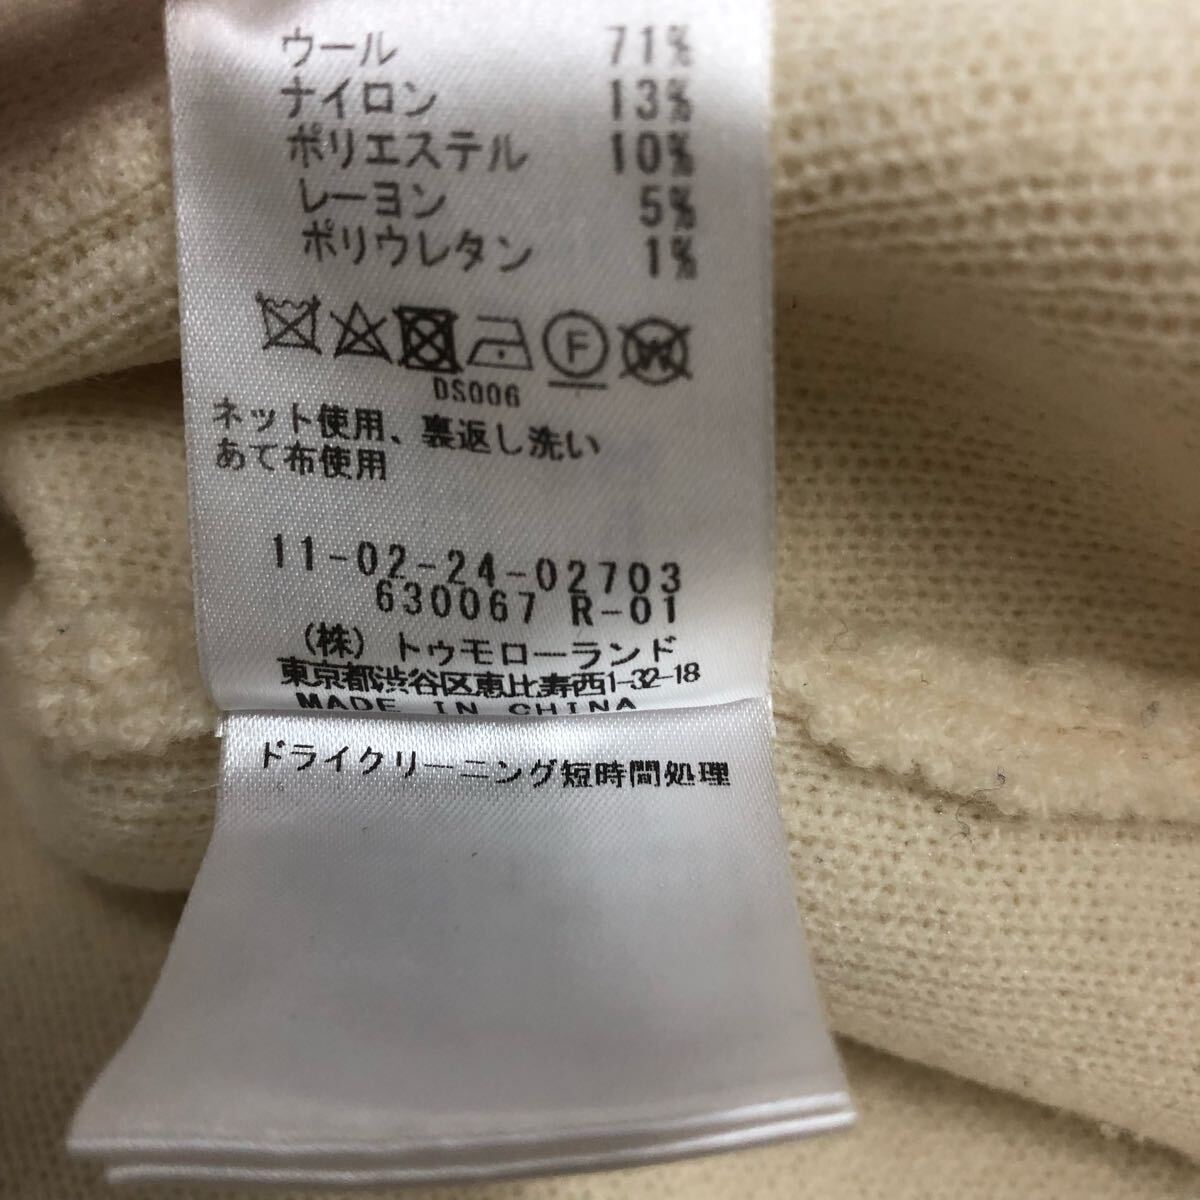 ウール 71%
ナイロン 13%
ポリエステル 10%
レーヨン 5%
ポリウレタン 1%
F W
DS006
ネット使用、裏返し洗い
あて布使用
11-02-24-02703
630067 R-01
(株)トゥモローランド
東京都渋谷区恵比寿西1-32-18
MADE IN CHINA
ドライクリーニング短時間処理